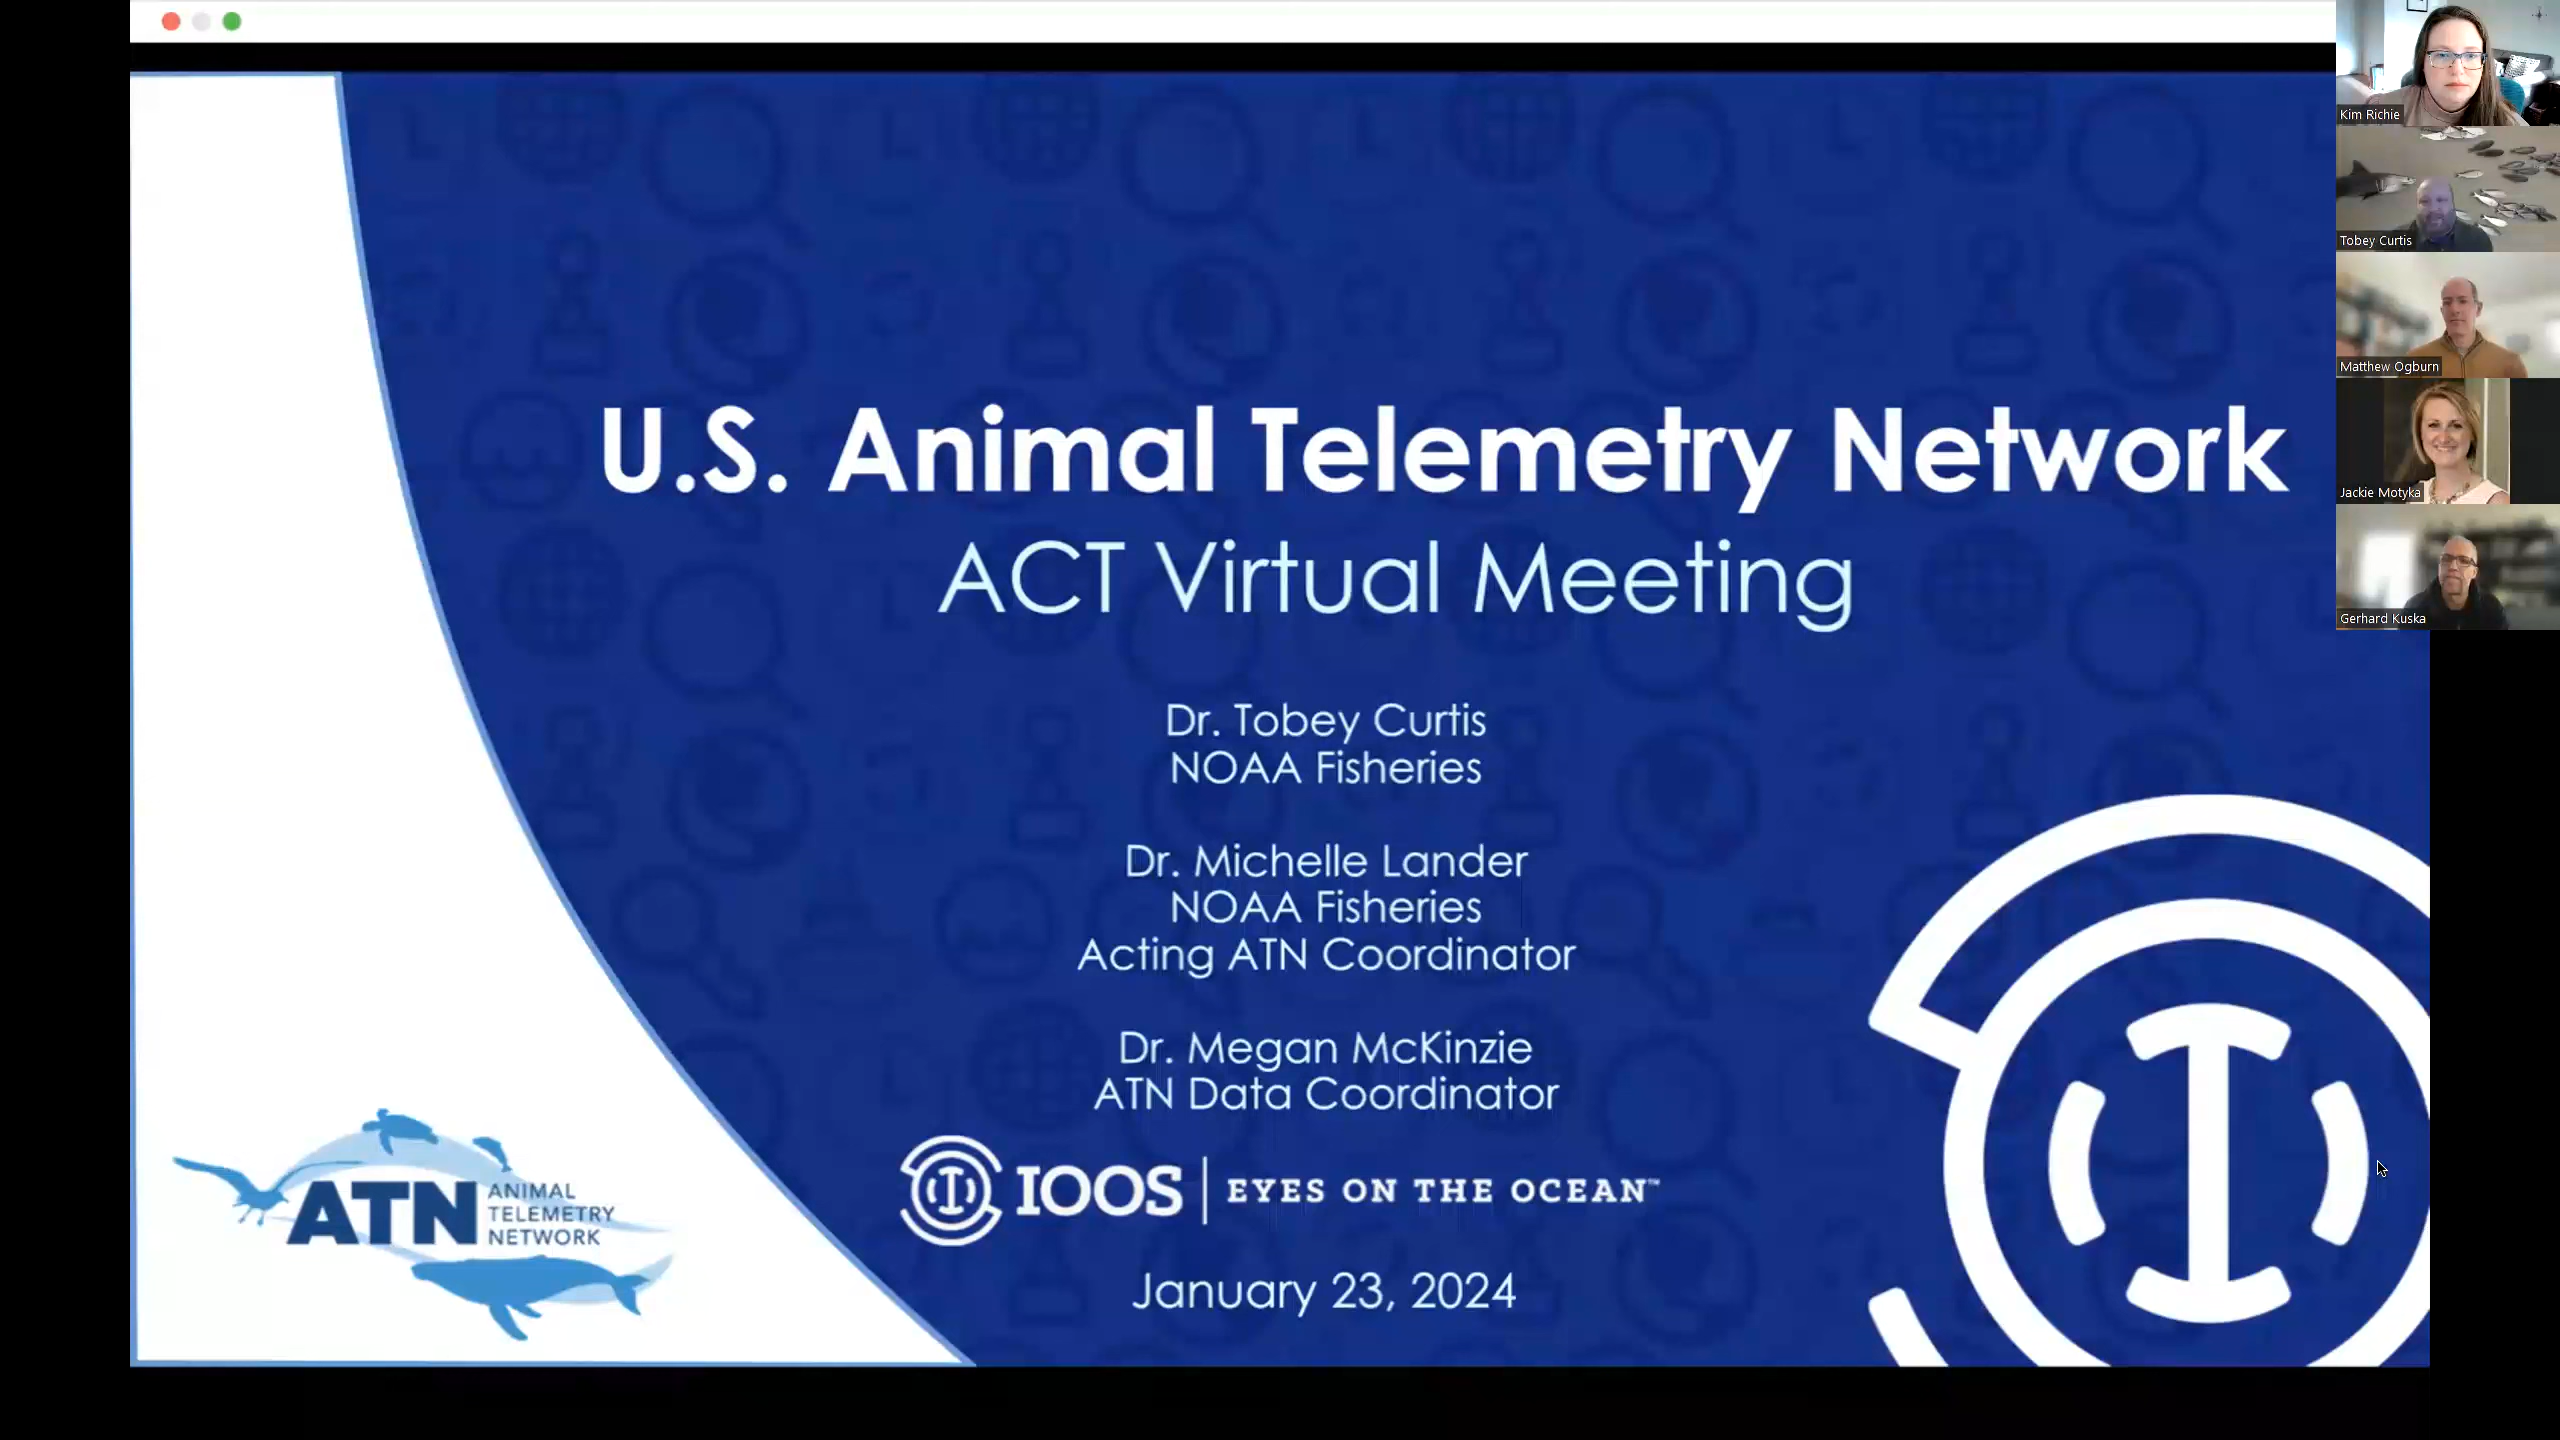 U.S. Animal Telemetry Network
ACT Virtual Meeting
Dr. Tobey Curtis
NOAA Fisheries
Dr. Michelle Lander
NOAA Fisheries
Acting ATN Coordinator
Dr. Megan McKinzie
ATN Data Coordinator
ATN ANIMAL
TELEMETRY
NETWORK
IOOS | EYES ON THE OCEAN™
January 23, 2024
Kim Richie
Tobey Curtis
Matthew Ogburn
Jackie Motyka
Gerhard Kuska